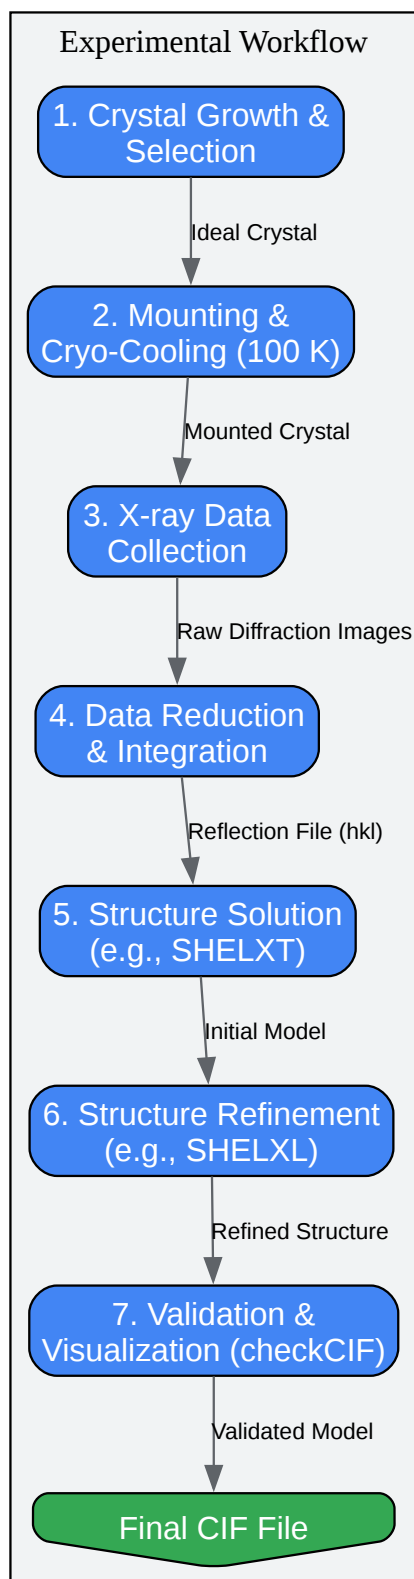 Experimental Workflow
1. Crystal Growth &
Selection
Ideal Crystal
2. Mounting &
Cryo-Cooling (100 K)
Mounted Crystal
3. X-ray Data
Collection
Raw Diffraction Images
4. Data Reduction
& Integration
Reflection File (hkl)
5. Structure Solution
(e.g., SHELXT)
Initial Model
6. Structure Refinement
(e.g., SHELXL)
Refined Structure
7. Validation &
Visualization (checkCIF)
Validated Model
Final CIF File